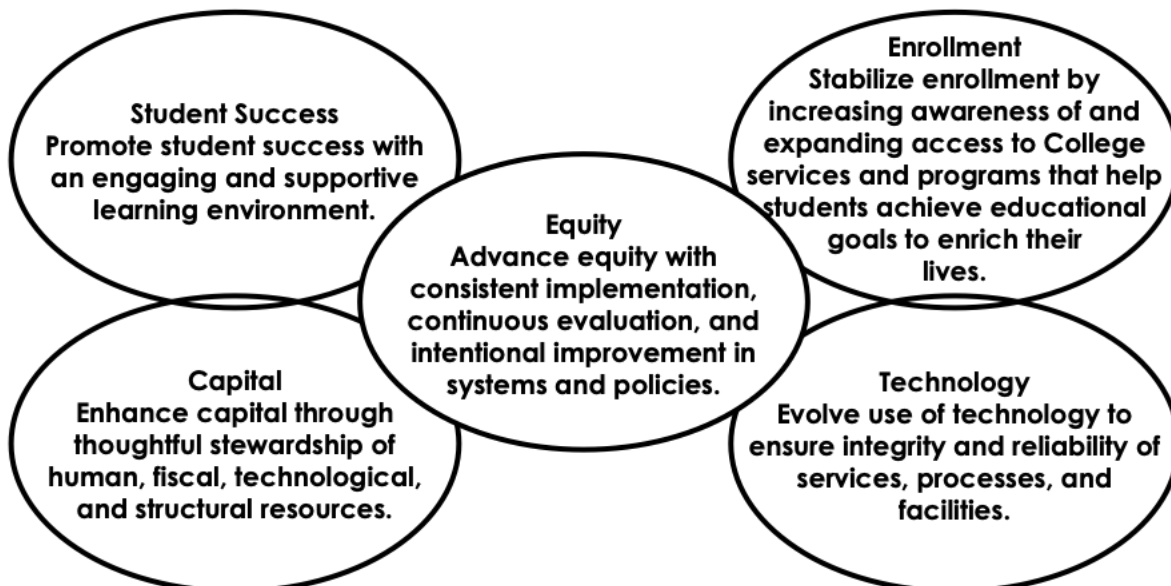 Student Success
Promote student success with
an engaging and supportive
learning environment.
Enrollment
Stabilize enrollment by
increasing awareness of and
expanding access to College
services and programs that help
students achieve educational
goals to enrich their
lives.
Equity
Advance equity with
consistent implementation,
continuous evaluation, and
intentional improvement in
systems and policies.
Capital
Enhance capital through
thoughtful stewardship of
human, fiscal, technological,
and structural resources.
Technology
Evolve use of technology to
ensure integrity and reliability of
services, processes, and
facilities.